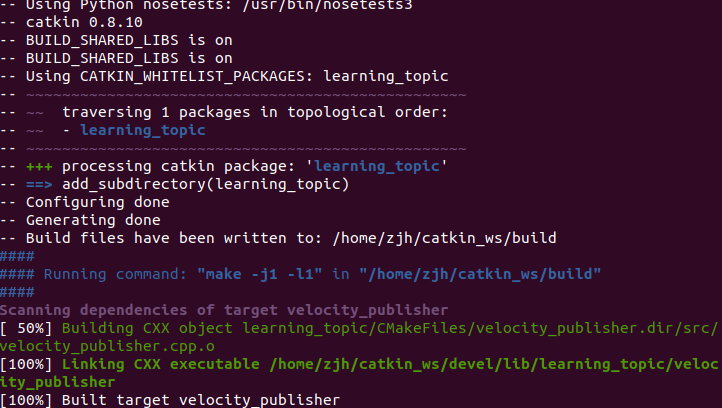 -- Using Python nosetests: /usr/bin/nosetests3
-- catkin 0.8.10
-- BUILD_SHARED_LIBS is on
-- BUILD_SHARED_LIBS is on
-- Using CATKIN_WHITELIST_PACKAGES: learning_topic
-- ~~~~~~~~~~~~~~~~~~~~~~~~~~~~~~~~~~~~~~~~~~~~~~~~~
-- ~~  traversing 1 packages in topological order:
-- ~~  - learning_topic
-- ~~~~~~~~~~~~~~~~~~~~~~~~~~~~~~~~~~~~~~~~~~~~~~~~~
-- +++ processing catkin package: 'learning_topic'
-- ==> add_subdirectory(learning_topic)
-- Configuring done
-- Generating done
-- Build files have been written to: /home/zjh/catkin_ws/build
####
#### Running command: "make -j1 -l1" in "/home/zjh/catkin_ws/build"
####
Scanning dependencies of target velocity_publisher
[ 50%] Building CXX object learning_topic/CMakeFiles/velocity_publisher.dir/src/
velocity_publisher.cpp.o
[100%] Linking CXX executable /home/zjh/catkin_ws/devel/lib/learning_topic/veloc
ity_publisher
[100%] Built target velocity_publisher